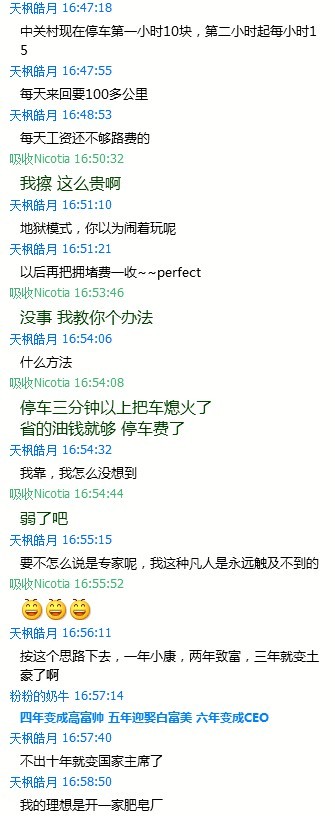 天枫皓月 16:47:18
中关村现在停车第一小时10块，第二小时起每小时1
5
天枫皓月 16:47:55
每天来回要100多公里
天枫皓月 16:48:53
每天工资还不够路费的
吸收Nicotia 16:50:32
我擦 这么贵啊
天枫皓月 16:51:10
地狱模式，你以为闹着玩呢
天枫皓月 16:51:21
以后再把拥堵费一收~~perfect
吸收Nicotia 16:53:46
没事 我教你个办法
天枫皓月 16:54:06
什么方法
吸收Nicotia 16:54:08
停车三分钟以上把车熄火了
省的油钱就够 停车费了
天枫皓月 16:54:32
我靠，我怎么没想到
吸收Nicotia 16:54:44
弱了吧
天枫皓月 16:55:15
要不怎么说是专家呢，我这种凡人是永远触及不到的
吸收Nicotia 16:55:52
天枫皓月 16:56:11
按这个思路下去，一年小康，两年致富，三年就变土
豪了啊
粉粉的奶牛 16:57:14
四年变成高富帅 五年迎娶白富美 六年变成CEO
天枫皓月 16:57:40
不出十年就变国家主席了
天枫皓月 16:58:50
我的理想是开一家肥皂厂